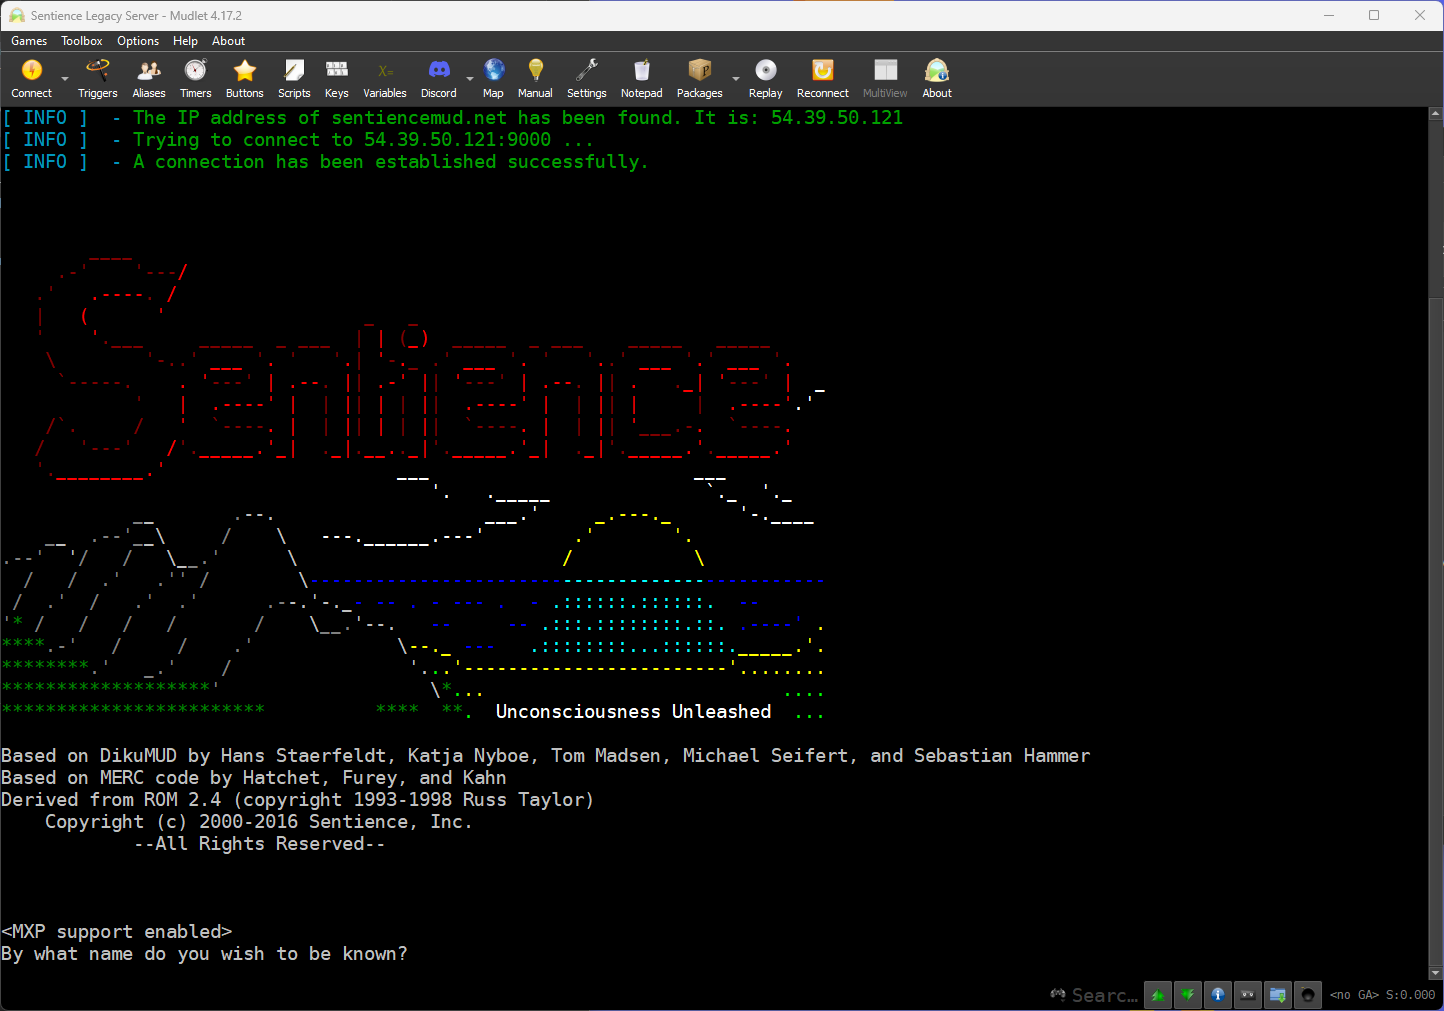 Sentience Legacy Server - Mudlet 4.17.2
Games Toolbox Options Help About
Connect Triggers Aliases Timers Buttons Scripts Keys Variables Discord Map Manual Settings Notepad Packages Replay Reconnect MultiView About
[ INFO ]  - The IP address of sentiencemud.net has been found. It is: 54.39.50.121
[ INFO ]  - Trying to connect to 54.39.50.121:9000 ...
[ INFO ]  - A connection has been established successfully.
Sentience
Unconsciousness Unleashed
Based on DikuMUD by Hans Staerfeldt, Katja Nyboe, Tom Madsen, Michael Seifert, and Sebastian Hammer
Based on MERC code by Hatchet, Furey, and Kahn
Derived from ROM 2.4 (copyright 1993-1998 Russ Taylor)
Copyright (c) 2000-2016 Sentience, Inc.
--All Rights Reserved--
<MXP support enabled>
By what name do you wish to be known?
Searc...
<no GA> S:0.000